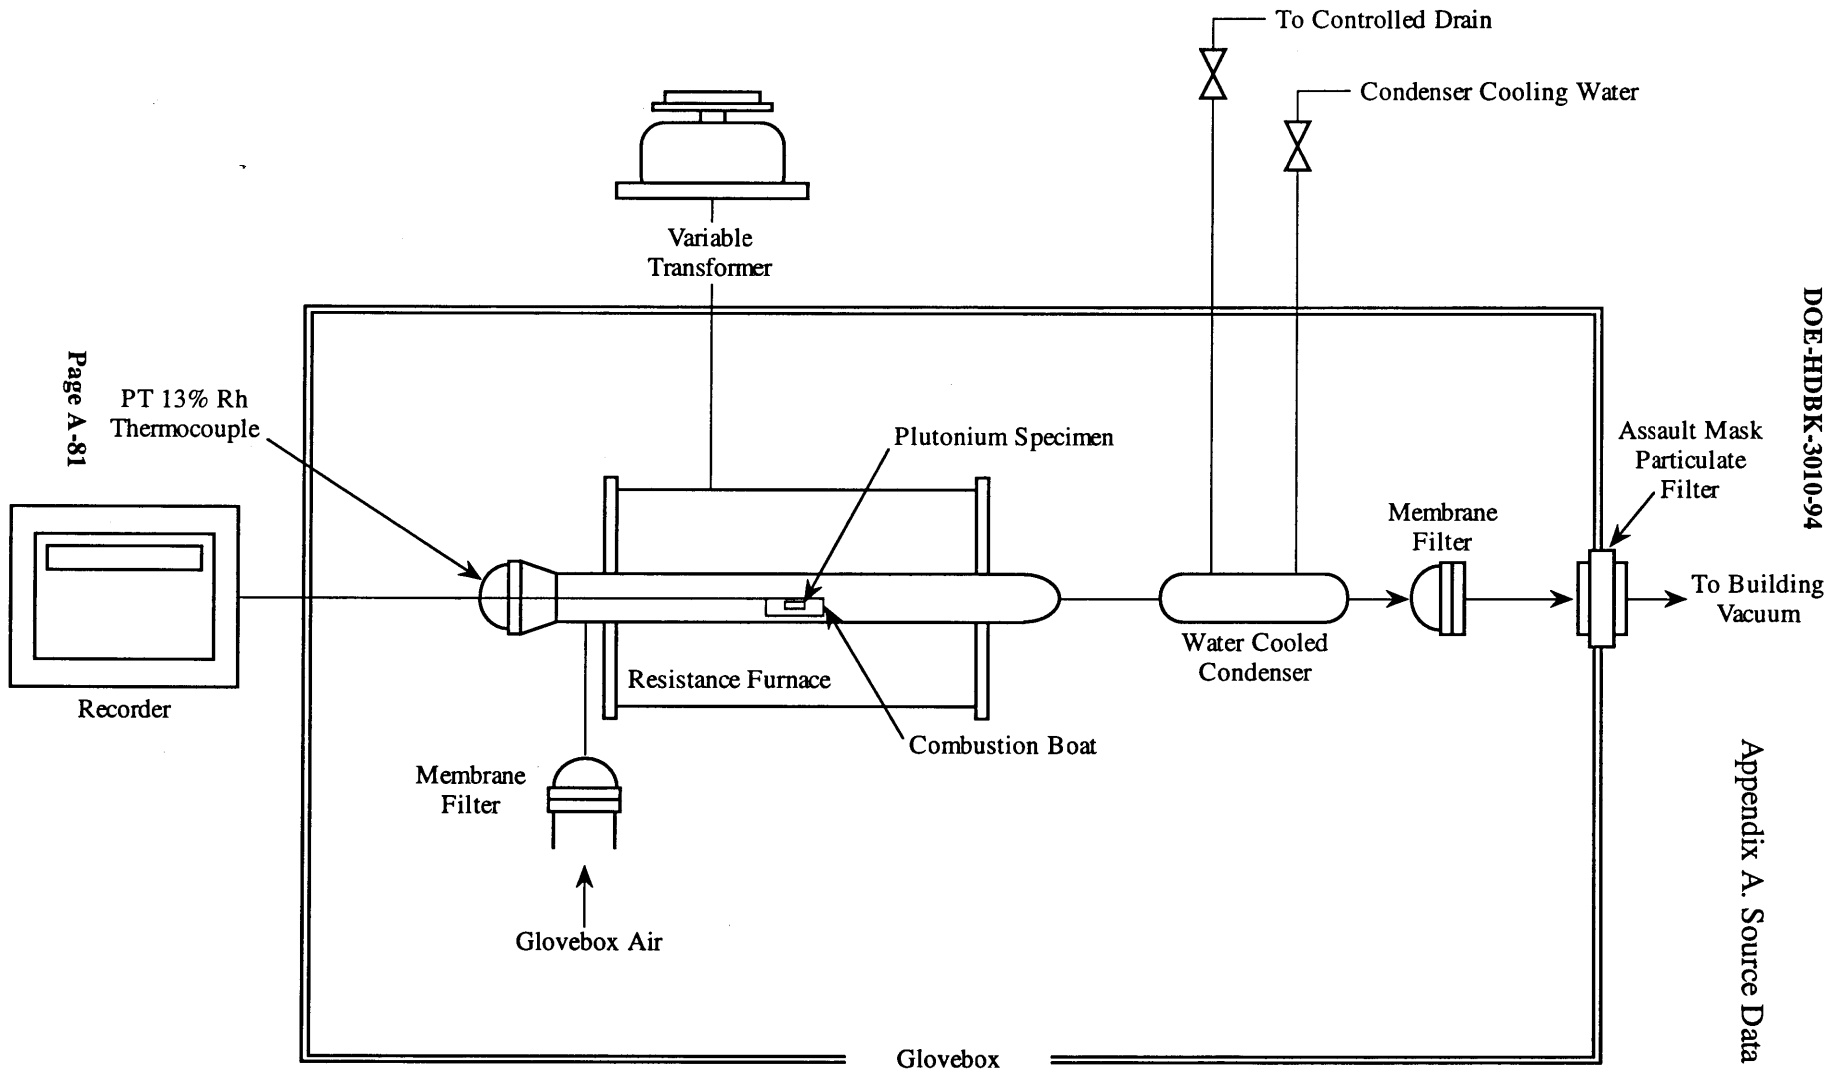 To Controlled Drain
Condenser Cooling Water
Variable
Transformer
DOE-HDBK-3010-94
Page A-81
PT 13% Rh
Thermocouple
Plutonium Specimen
Assault Mask
Particulate
Filter
Membrane
Filter
To Building
Vacuum
Water Cooled
Condenser
Resistance Furnace
Recorder
Combustion Boat
Membrane
Filter
Glovebox Air
Appendix A. Source Data
Glovebox